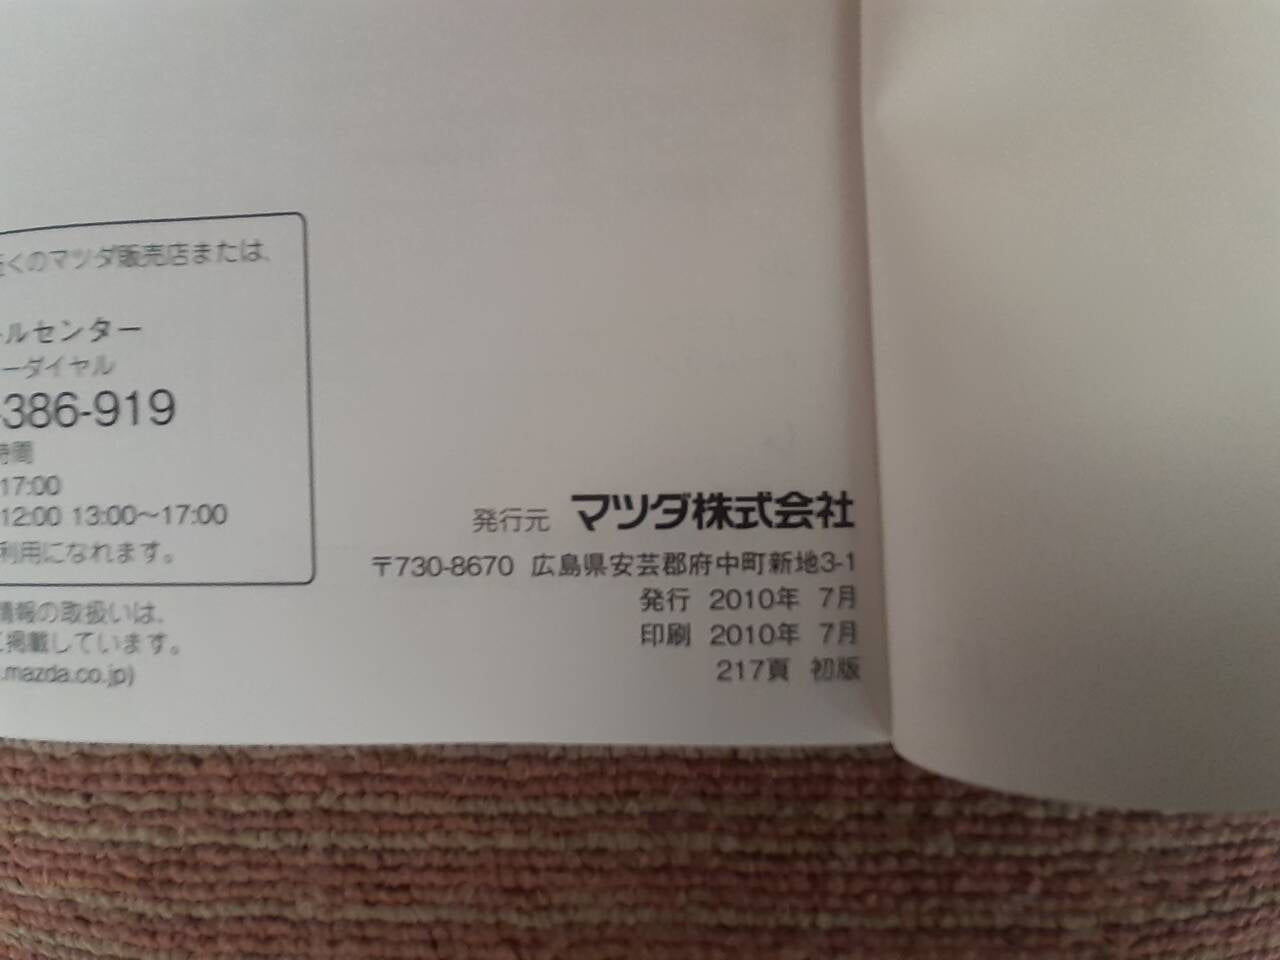 くのマツダ販売店または、
ルセンター
ーダイヤル
-386-919
時間
17:00
12:00 13:00～17:00
利用になれます。
情報の取扱いは、
掲載しています。
.mazda.co.jp)
発行元 マツダ株式会社
〒730-8670 広島県安芸郡府中町新地3-1
発行 2010年 7月
印刷 2010年 7月
217頁 初版